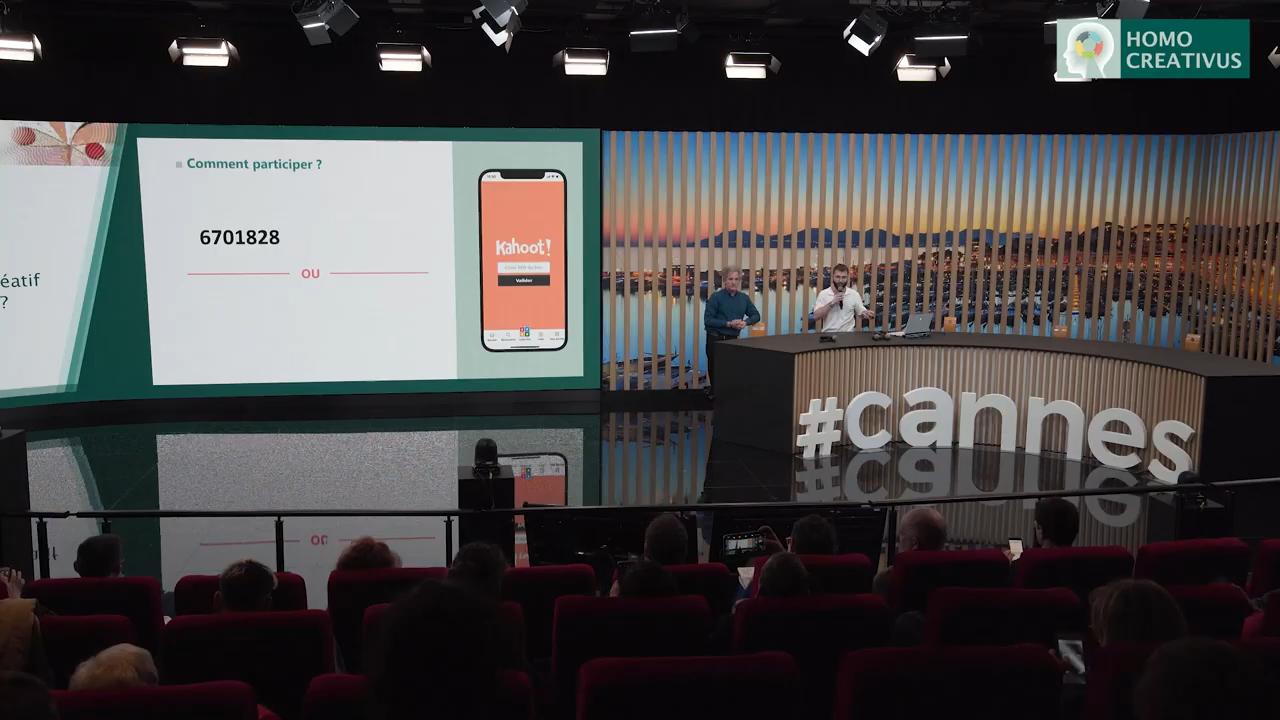 HOMO
CREATIVUS
Comment participer ?
6701828
OU
éatif
?
Kahoot!
Valider
#cannes